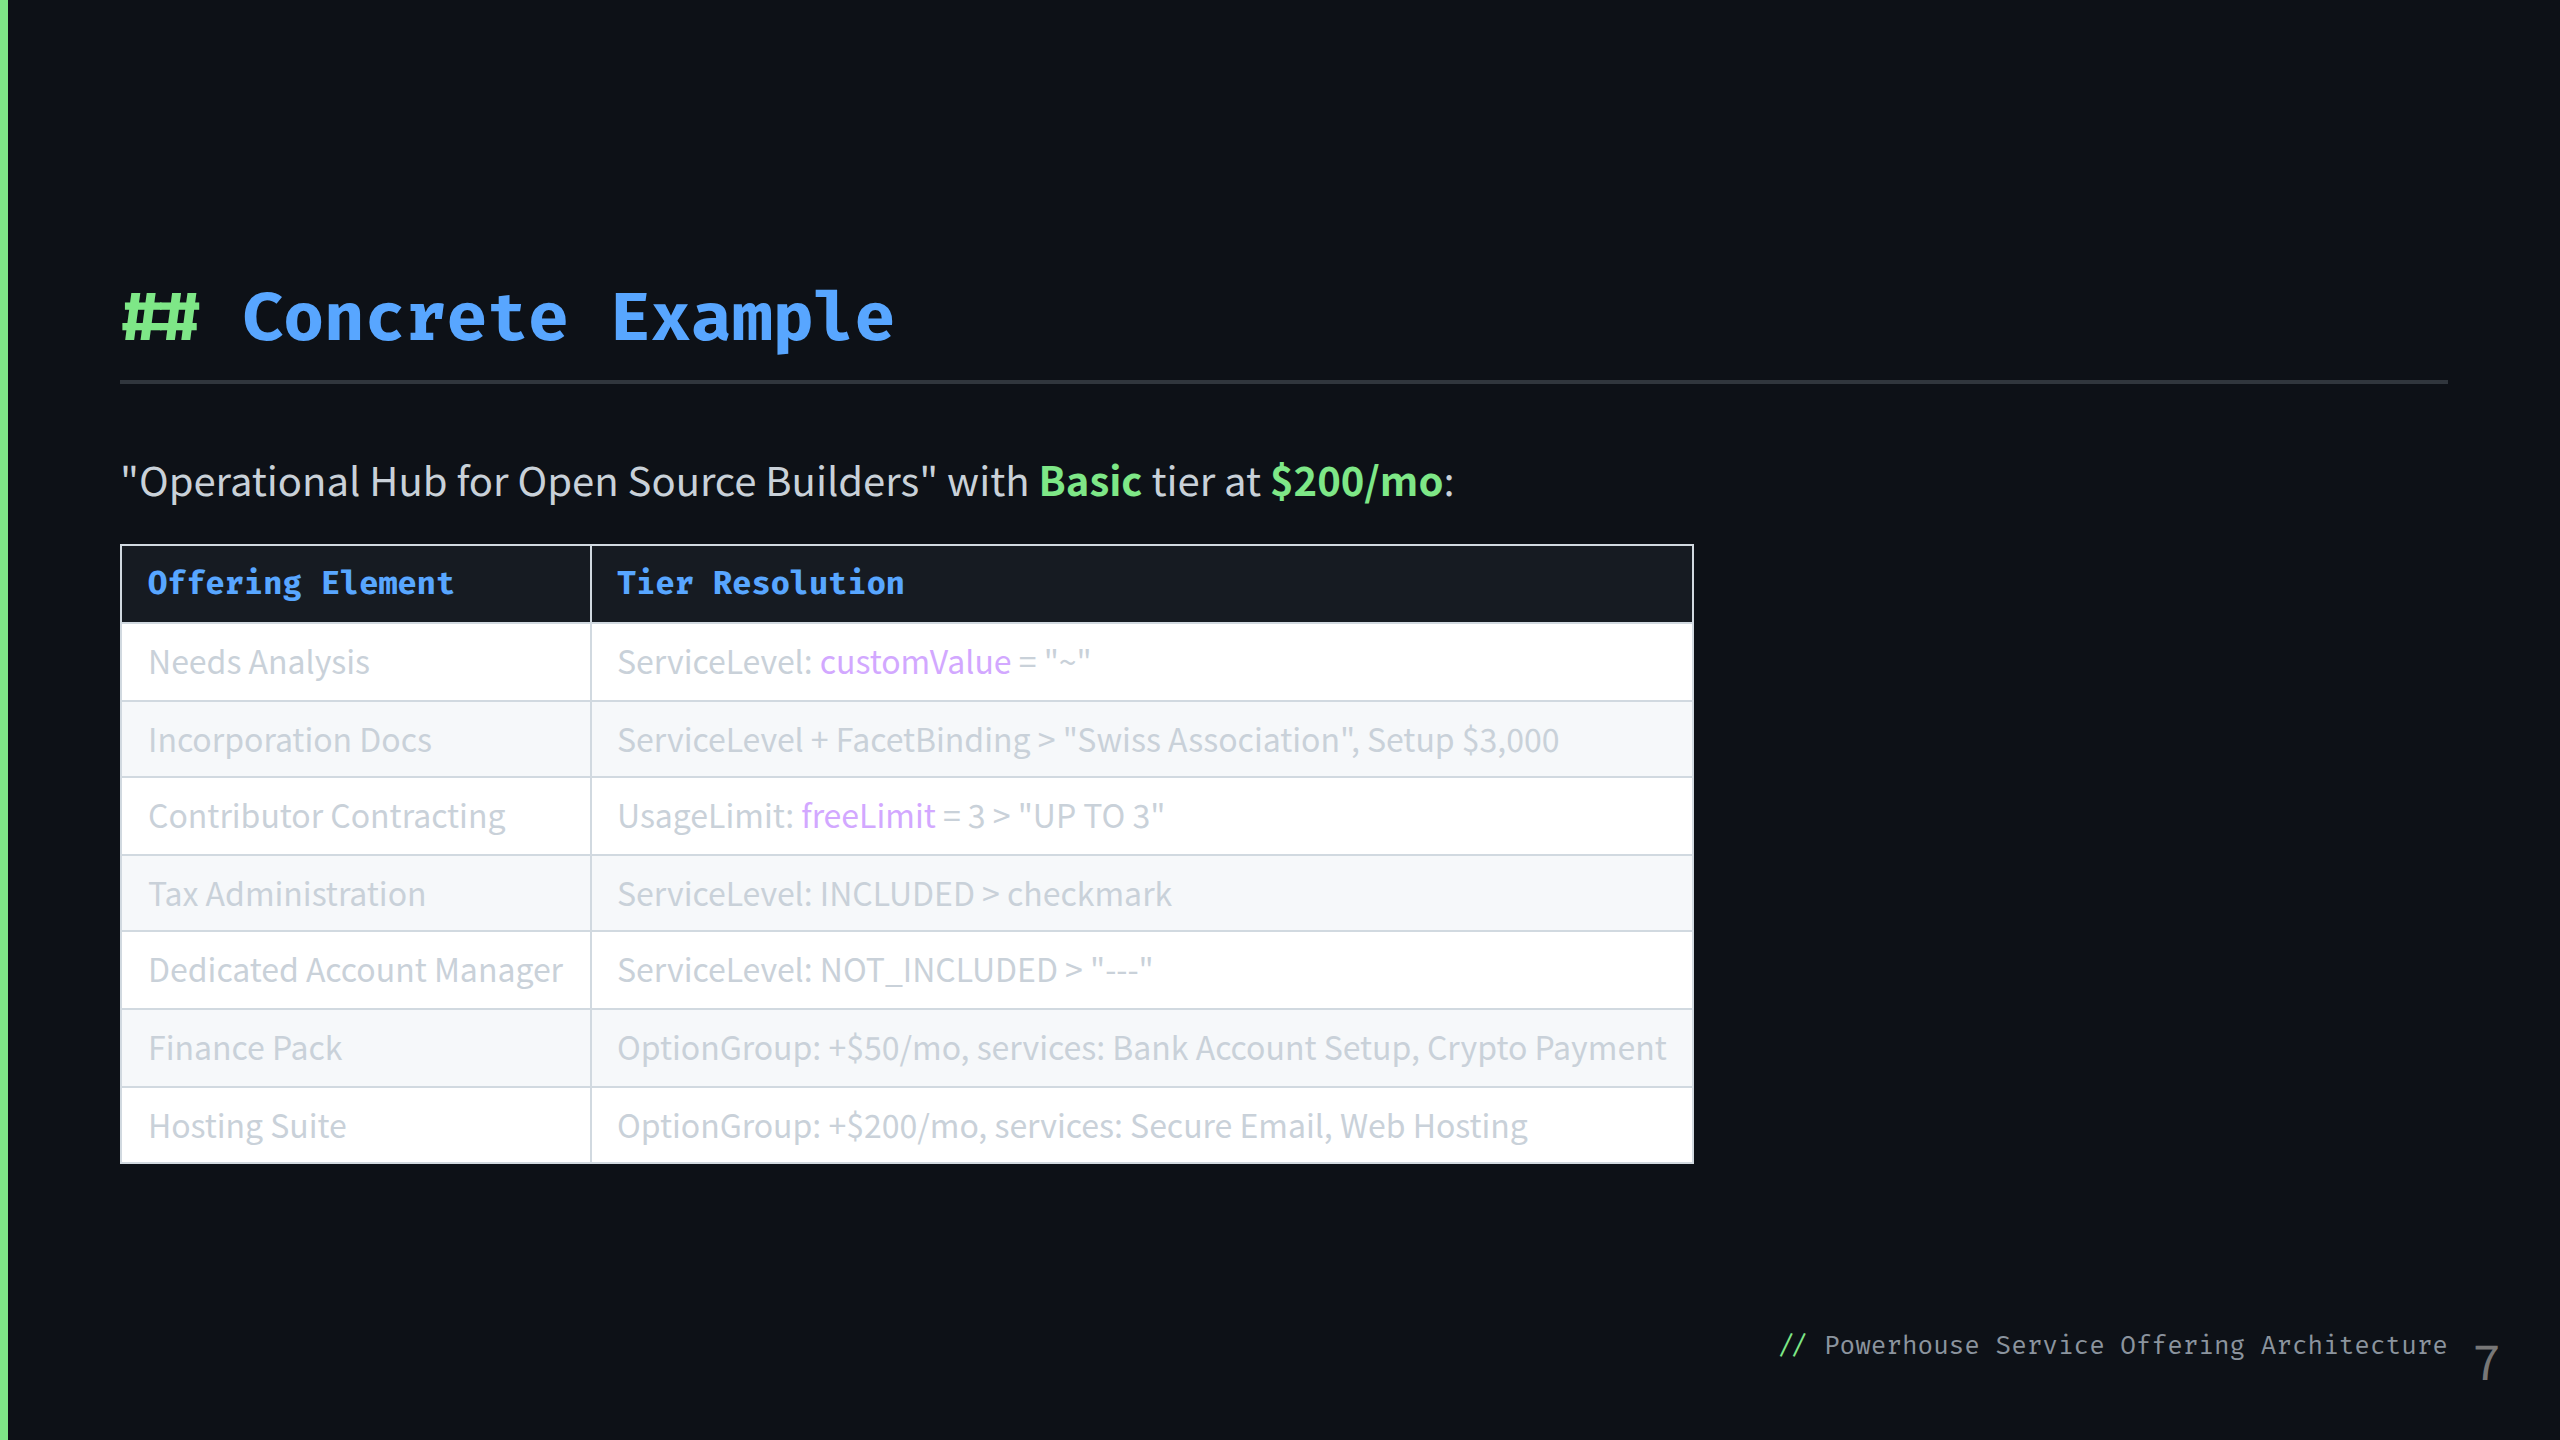 ## Concrete Example
"Operational Hub for Open Source Builders" with Basic tier at $200/mo:
Offering Element Tier Resolution
Needs Analysis ServiceLevel: customValue = "~"
Incorporation Docs ServiceLevel + FacetBinding > "Swiss Association", Setup $3,000
Contributor Contracting UsageLimit: freeLimit = 3 > "UP TO 3"
Tax Administration ServiceLevel: INCLUDED > checkmark
Dedicated Account Manager ServiceLevel: NOT_INCLUDED > "---"
Finance Pack OptionGroup: +$50/mo, services: Bank Account Setup, Crypto Payment
Hosting Suite OptionGroup: +$200/mo, services: Secure Email, Web Hosting
// Powerhouse Service Offering Architecture
7